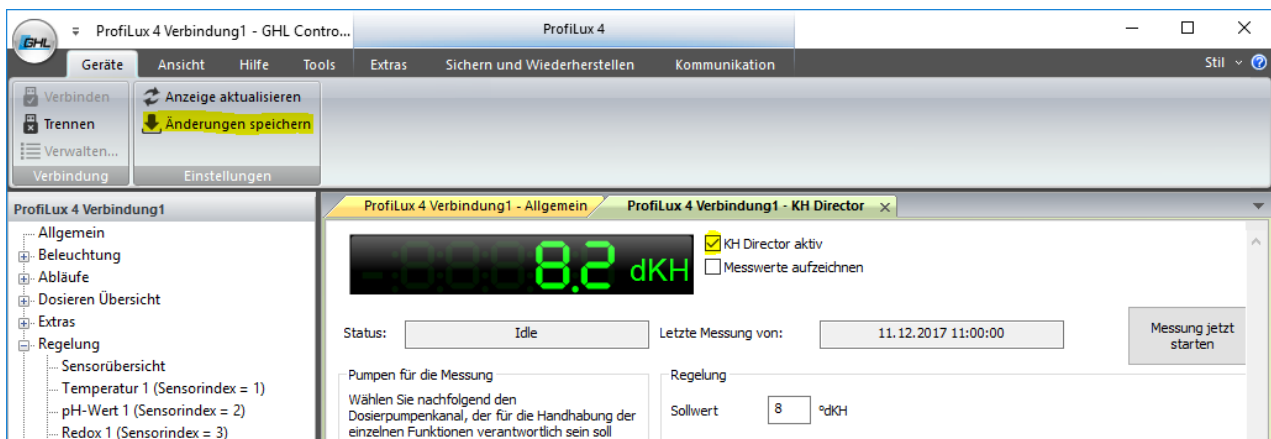 GHL
ProfiLux 4 Verbindung1 - GHL Contro...
ProfiLux 4
Geräte Ansicht Hilfe Tools Extras Sichern und Wiederherstellen Kommunikation Stil
Verbinden
Anzeige aktualisieren
Trennen
Änderungen speichern
Verwalten...
Verbindung
Einstellungen
ProfiLux 4 Verbindung1
ProfiLux 4 Verbindung1 - Allgemein
ProfiLux 4 Verbindung1 - KH Director
Allgemein
Beleuchtung
Abläufe
Dosieren Übersicht
Extras
Regelung
Sensorübersicht
Temperatur 1 (Sensorindex = 1)
pH-Wert 1 (Sensorindex = 2)
Redox 1 (Sensorindex = 3)
8.2 dKH
KH Director aktiv
Messwerte aufzeichnen
Status: Idle
Letzte Messung von: 11.12.2017 11:00:00
Messung jetzt
starten
Pumpen für die Messung
Wählen Sie nachfolgend den
Dosierpumpenkanal, der für die Handhabung der
einzelnen Funktionen verantwortlich sein soll
Regelung
Sollwert 8 °dKH